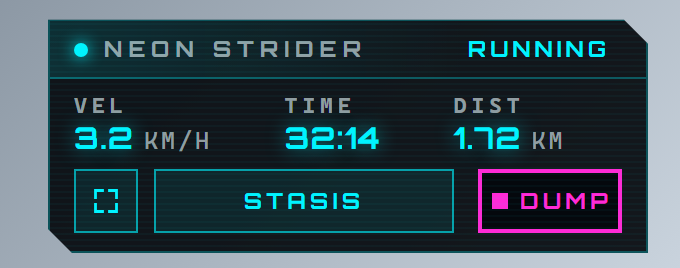 NEON STRIDER RUNNING
VEL TIME DIST
3.2 KM/H 32:14 1.72 KM
STASIS DUMP